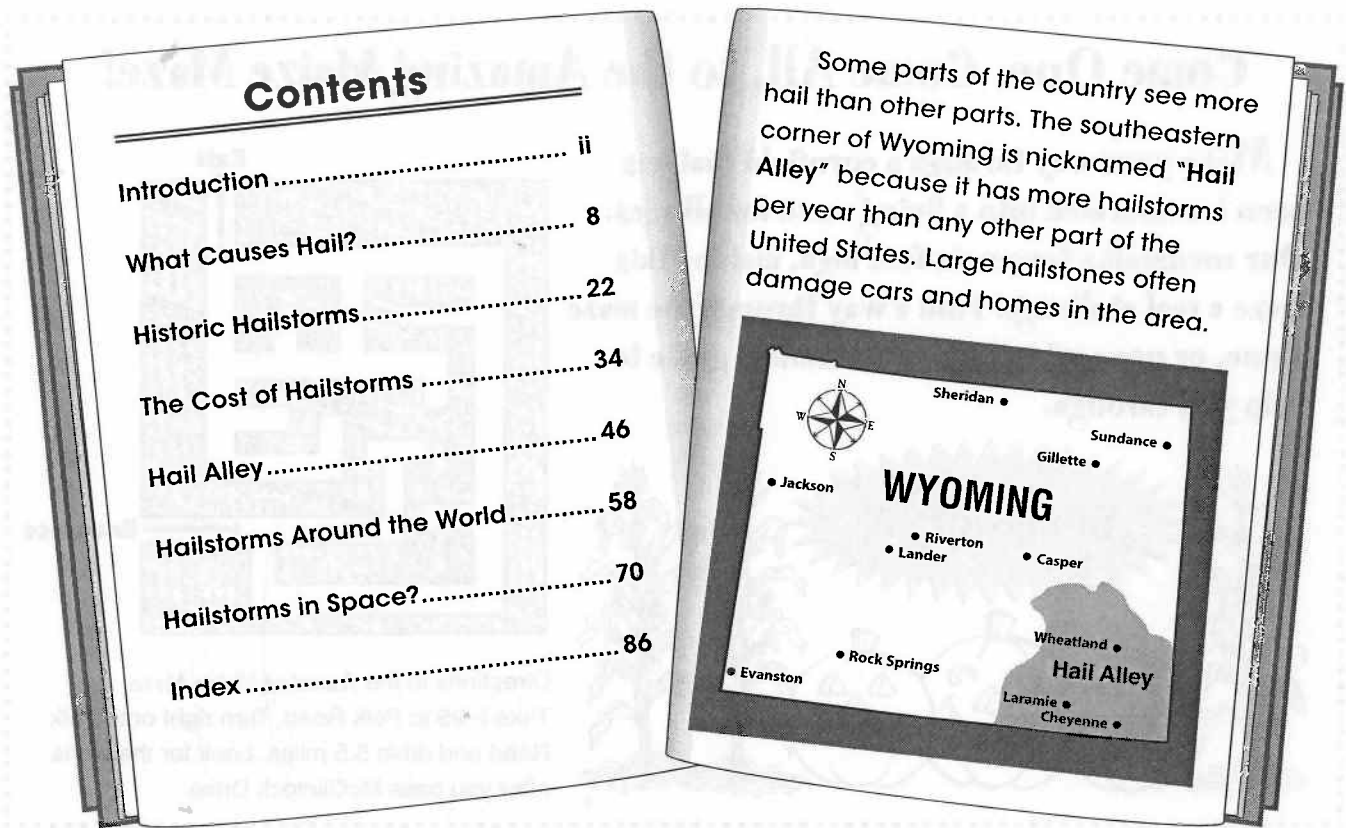 Contents
Introduction ii
What Causes Hail? 8
Historic Hailstorms 22
The Cost of Hailstorms 34
Hail Alley 46
Hailstorms Around the World 58
Hailstorms in Space? 70
Index 86
Some parts of the country see more
hail than other parts. The southeastern
corner of Wyoming is nicknamed "Hail
Alley" because it has more hailstorms
per year than any other part of the
United States. Large hailstones often
damage cars and homes in the area.
N
W
E
S
Sheridan
Sundance
Gillette
Jackson
WYOMING
Riverton
Lander
Casper
Wheatland
Hail Alley
Rock Springs
Evanston
Laramie
Cheyenne